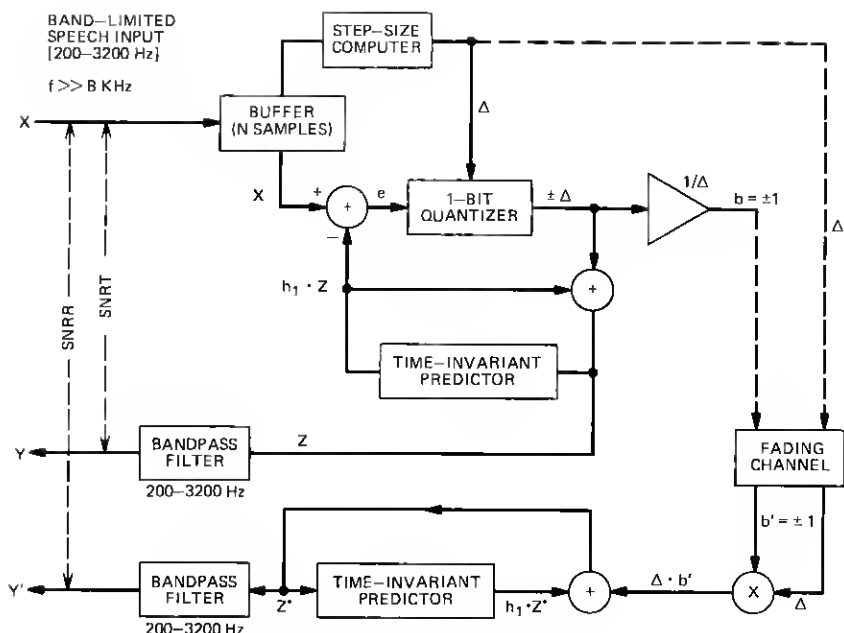 BAND—LIMITED
SPEECH INPUT
[200—3200 Hz]
f >> B KHz
STEP—SIZE
COMPUTER
X
BUFFER
(N SAMPLES)
Δ
X
+
+
−
e
1—BIT
QUANTIZER
± Δ
1/Δ
b = ±1
Δ
h₁ · Z
+
SNRR
SNRT
TIME—INVARIANT
PREDICTOR
Y
BANDPASS
FILTER
200—3200 Hz
Z
FADING
CHANNEL
b' = ± 1
Y'
BANDPASS
FILTER
200—3200 Hz
Z'
TIME—INVARIANT
PREDICTOR
h₁ · Z'
+
Δ · b'
X
Δ